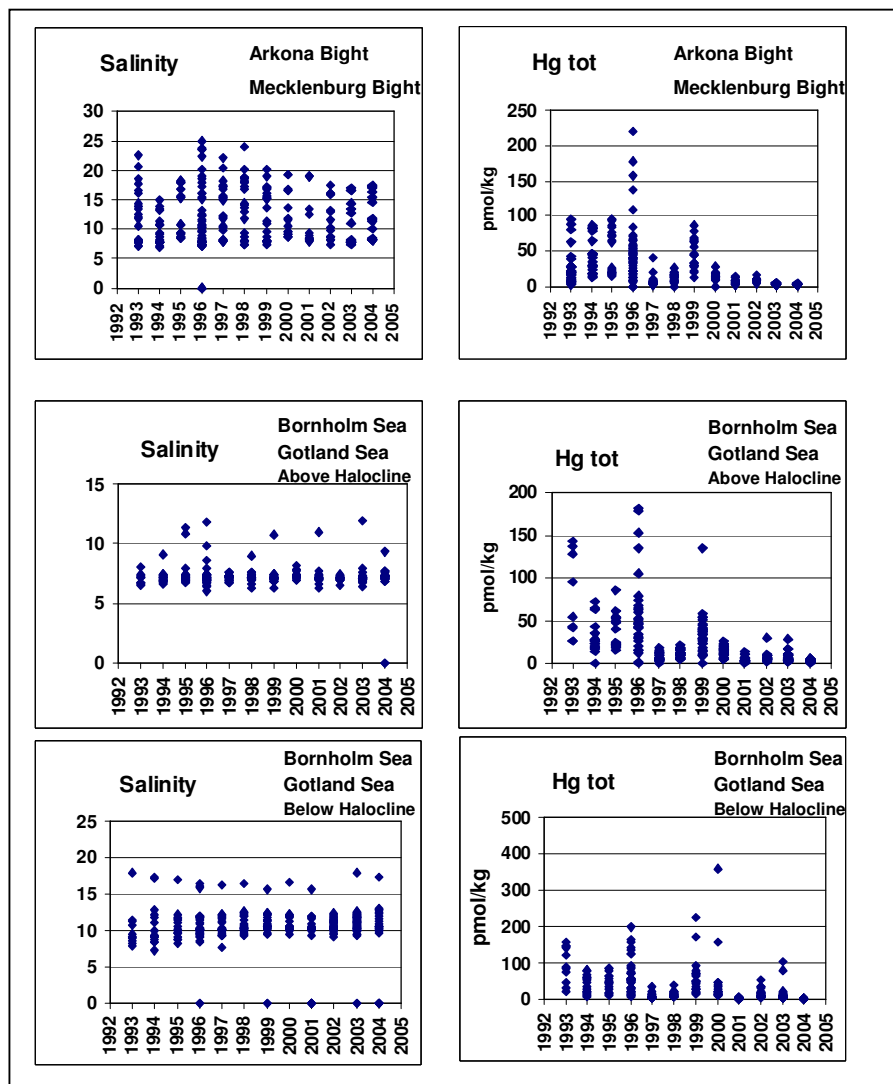 Salinity
Arkona Bight
Mecklenburg Bight
30
25
20
15
10
5
0
1992 1993 1994 1995 1996 1997 1998 1999 2000 2001 2002 2003 2004 2005
Hg tot
Arkona Bight
Mecklenburg Bight
pmol/kg
250
200
150
100
50
0
1992 1993 1994 1995 1996 1997 1998 1999 2000 2001 2002 2003 2004 2005
Salinity
Bornholm Sea
Gotland Sea
Above Halocline
15
10
5
0
1992 1993 1994 1995 1996 1997 1998 1999 2000 2001 2002 2003 2004 2005
Hg tot
Bornholm Sea
Gotland Sea
Above Halocline
pmol/kg
200
150
100
50
0
1992 1993 1994 1995 1996 1997 1998 1999 2000 2001 2002 2003 2004 2005
Salinity
Bornholm Sea
Gotland Sea
Below Halocline
25
20
15
10
5
0
1992 1993 1994 1995 1996 1997 1998 1999 2000 2001 2002 2003 2004 2005
Hg tot
Bornholm Sea
Gotland Sea
Below Halocline
pmol/kg
500
400
300
200
100
0
1992 1993 1994 1995 1996 1997 1998 1999 2000 2001 2002 2003 2004 2005